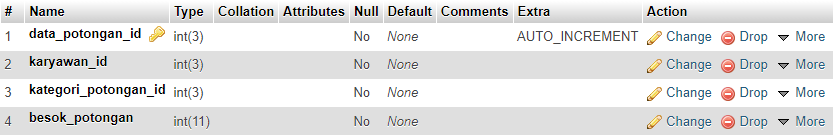 # Name Type Collation Attributes Null Default Comments Extra Action
1 data_potongan_id int(3) No None AUTO_INCREMENT Change Drop More
2 karyawan_id int(3) No None Change Drop More
3 kategori_potongan_id int(3) No None Change Drop More
4 besok_potongan int(11) No None Change Drop More